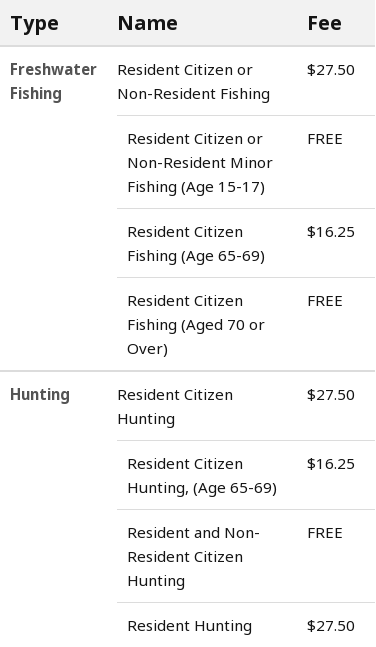 Type Name Fee
Freshwater Resident Citizen or $27.50
Fishing Non-Resident Fishing
Resident Citizen or FREE
Non-Resident Minor
Fishing (Age 15-17)
Resident Citizen $16.25
Fishing (Age 65-69)
Resident Citizen FREE
Fishing (Aged 70 or
Over)
Hunting Resident Citizen $27.50
Hunting
Resident Citizen $16.25
Hunting, (Age 65-69)
Resident and Non- FREE
Resident Citizen
Hunting
Resident Hunting $27.50